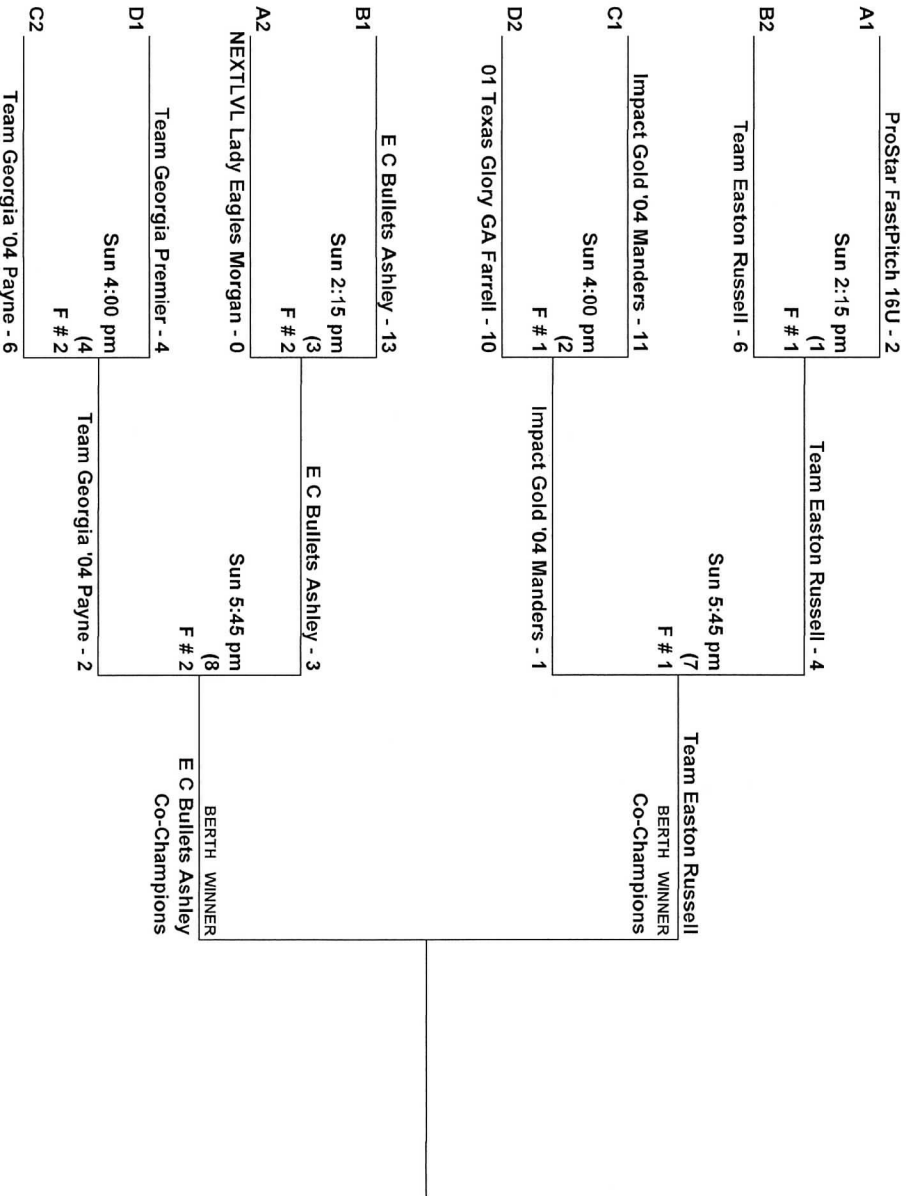 A1
ProStar FastPitch 16U - 2
Sun 2:15 pm
(1
F # 1
B2
Team Easton Russell - 6
Team Easton Russell - 4
Sun 5:45 pm
(7
F # 1
C1
Impact Gold '04 Manders - 11
Sun 4:00 pm
(2
F # 1
D2
01 Texas Glory GA Farrell - 10
Impact Gold '04 Manders - 1
Team Easton Russell
BERTH WINNER
Co-Champions
B1
E C Bullets Ashley - 13
Sun 2:15 pm
(3
F # 2
A2
NEXTLVL Lady Eagles Morgan - 0
E C Bullets Ashley - 3
Sun 5:45 pm
(8
F # 2
D1
Team Georgia Premier - 4
Sun 4:00 pm
(4
F # 2
C2
Team Georgia '04 Payne - 6
Team Georgia '04 Payne - 2
BERTH WINNER
E C Bullets Ashley
Co-Champions